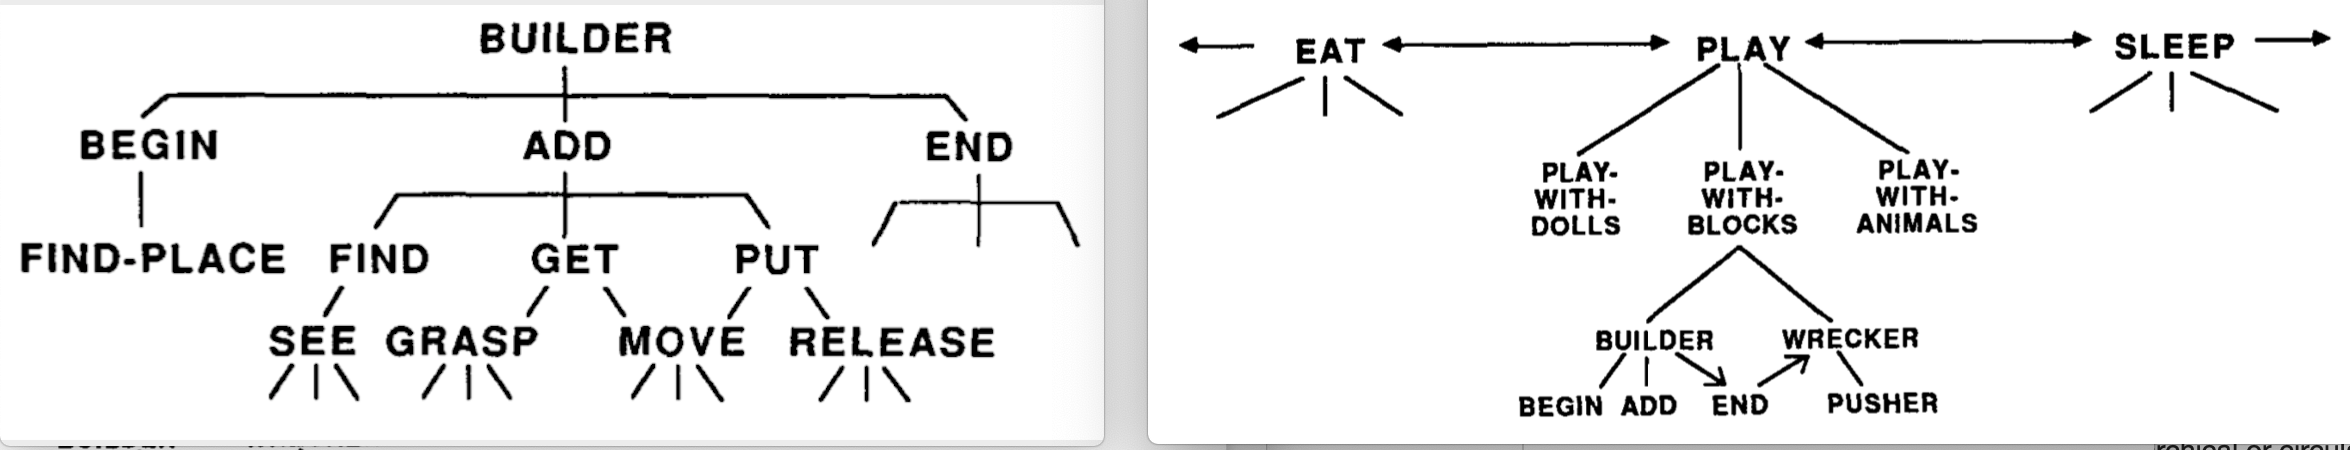 BUILDER
BEGIN ADD END
FIND-PLACE FIND GET PUT
SEE GRASP MOVE RELEASE
EAT PLAY SLEEP
PLAY-
WITH-
DOLLS
PLAY-
WITH-
BLOCKS
PLAY-
WITH-
ANIMALS
BUILDER WRECKER
BEGIN ADD END PUSHER